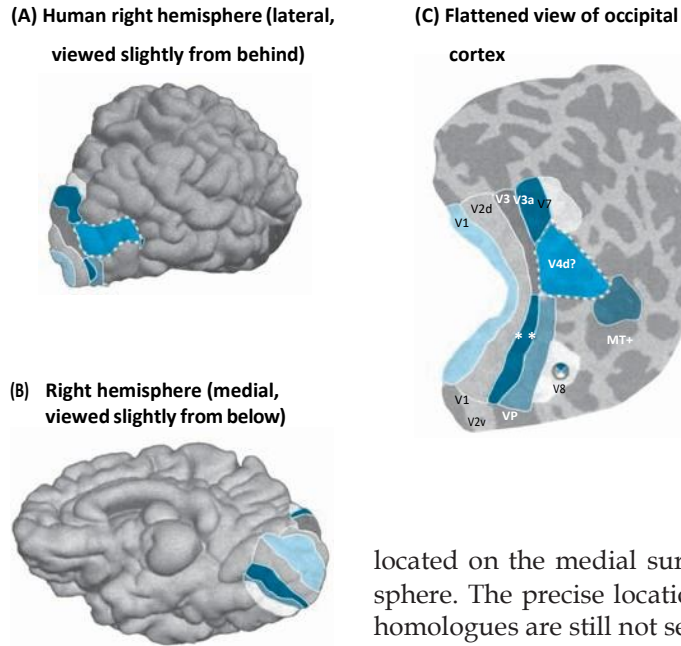 (A) Human right hemisphere (lateral,
viewed slightly from behind)
(C) Flattened view of occipital
cortex
V3 V3a
V7
V2d
V1
V4d?
* *
MT+
V8
V1
VP
V2v
(B) Right hemisphere (medial,
viewed slightly from below)
located on the medial sur
sphere. The precise locatio
homologues are still not se